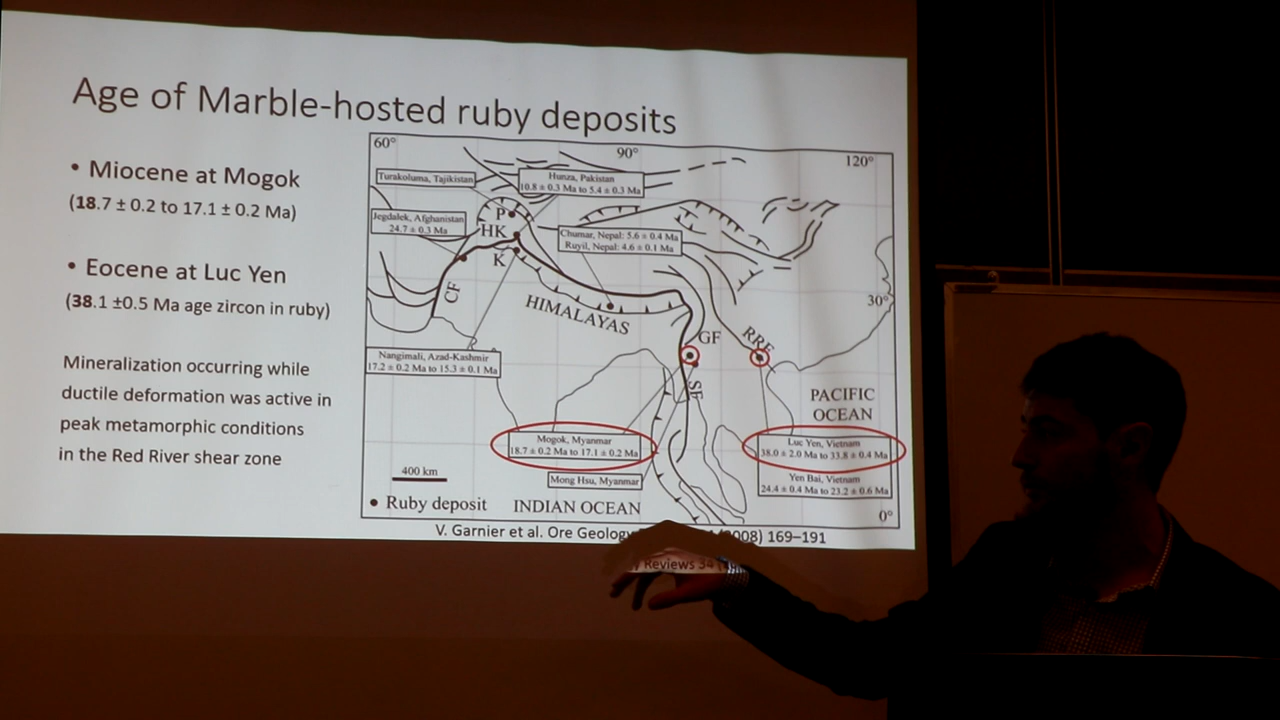 Age of Marble-hosted ruby deposits
• Miocene at Mogok
(18.7 ± 0.2 to 17.1 ± 0.2 Ma)
• Eocene at Luc Yen
(38.1 ±0.5 Ma age zircon in ruby)
Mineralization occurring while
ductile deformation was active in
peak metamorphic conditions
in the Red River shear zone
60°
90°
120°
Turakoluma, Tajikistan
Hunza, Pakistan
10.8 ± 0.3 Ma to 5.4 ± 0.3 Ma
Jegdalek, Afghanistan
24.7 ± 0.3 Ma
P
HK
K
Chumar, Nepal: 5.6 ± 0.4 Ma
Ruyil, Nepal: 4.6 ± 0.1 Ma
CF
HIMALAYAS
30°
GF
RRF
Nangimali, Azad-Kashmir
17.2 ± 0.2 Ma to 15.3 ± 0.1 Ma
SF
PACIFIC
OCEAN
Mogok, Myanmar
18.7 ± 0.2 Ma to 17.1 ± 0.2 Ma
Luc Yen, Vietnam
38.0 ± 2.0 Ma to 33.8 ± 0.4 Ma
400 km
Mong Hsu, Myanmar
Yen Bai, Vietnam
24.4 ± 0.4 Ma to 23.2 ± 0.6 Ma
• Ruby deposit
INDIAN OCEAN
0°
V. Garnier et al. Ore Geology Reviews 34 (2008) 169–191